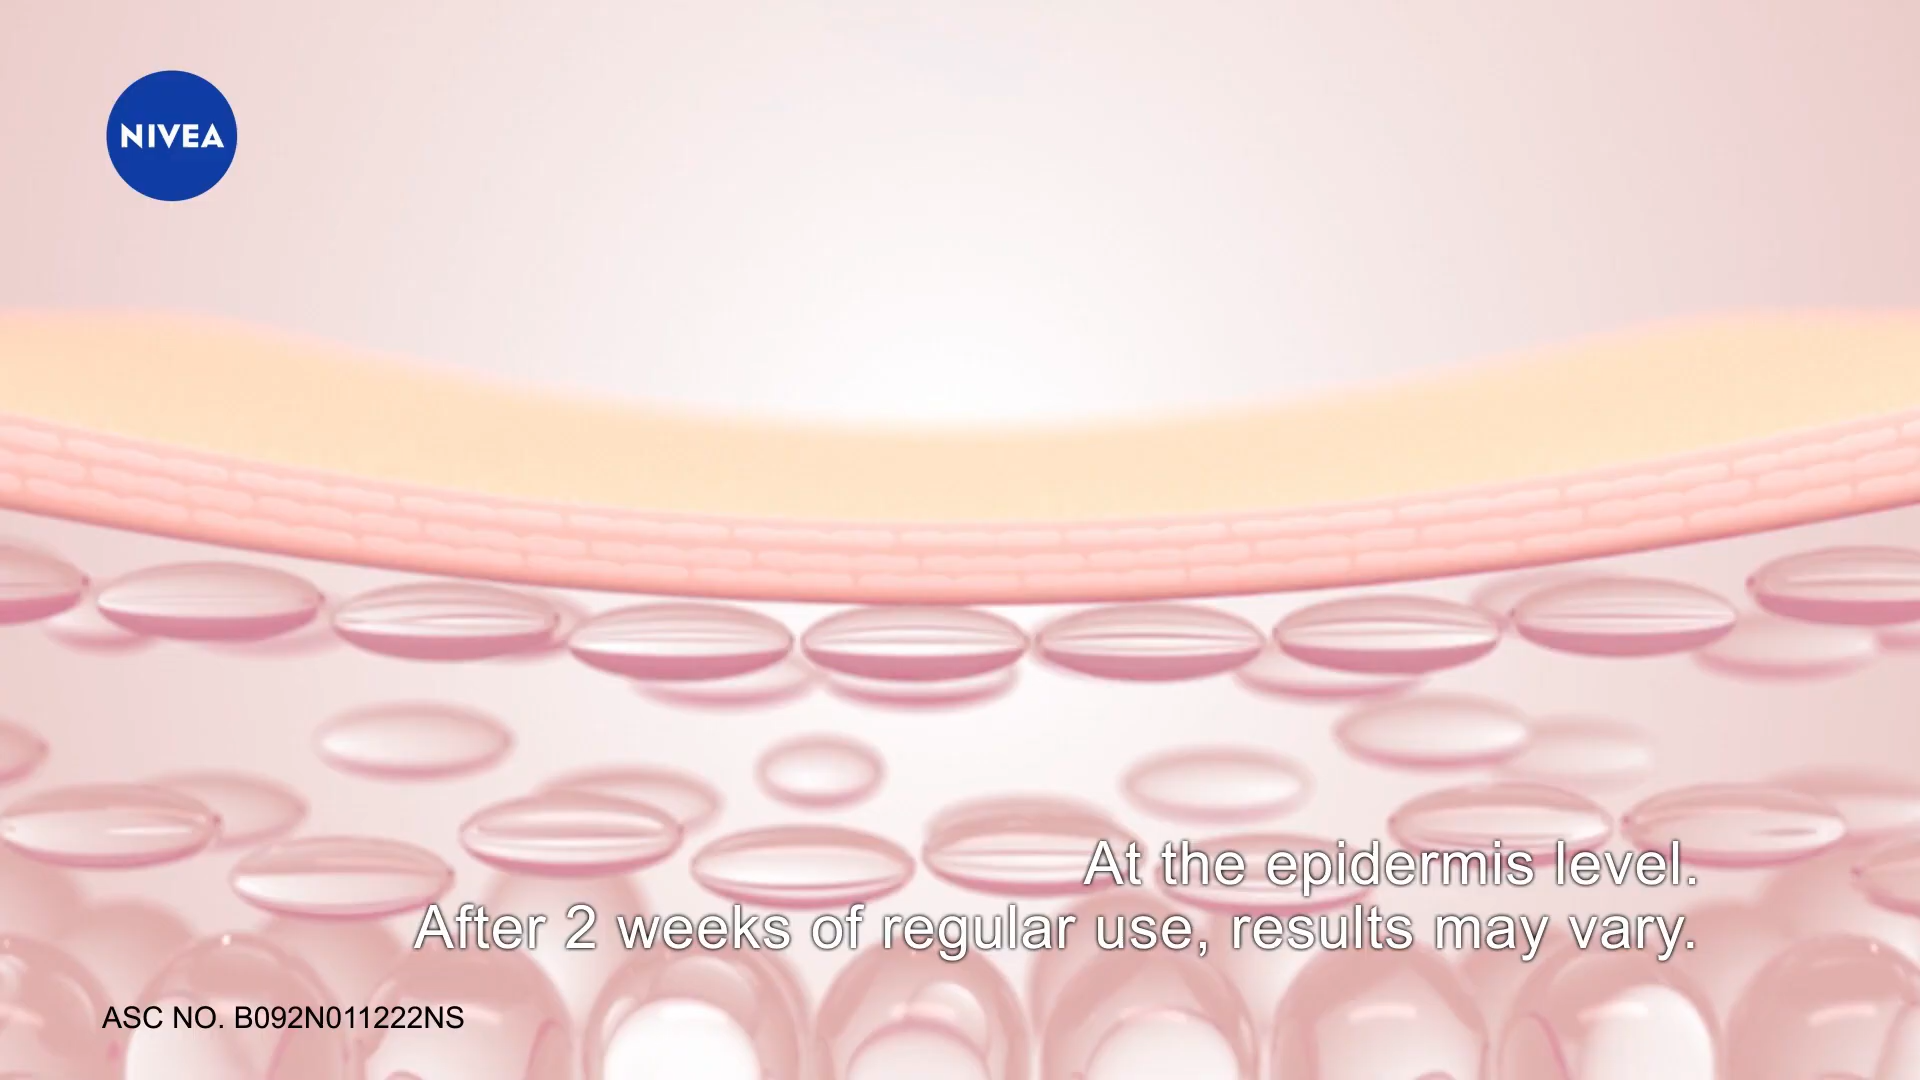 NIVEA
At the epidermis level.
After 2 weeks of regular use, results may vary.
ASC NO. B092N011222NS